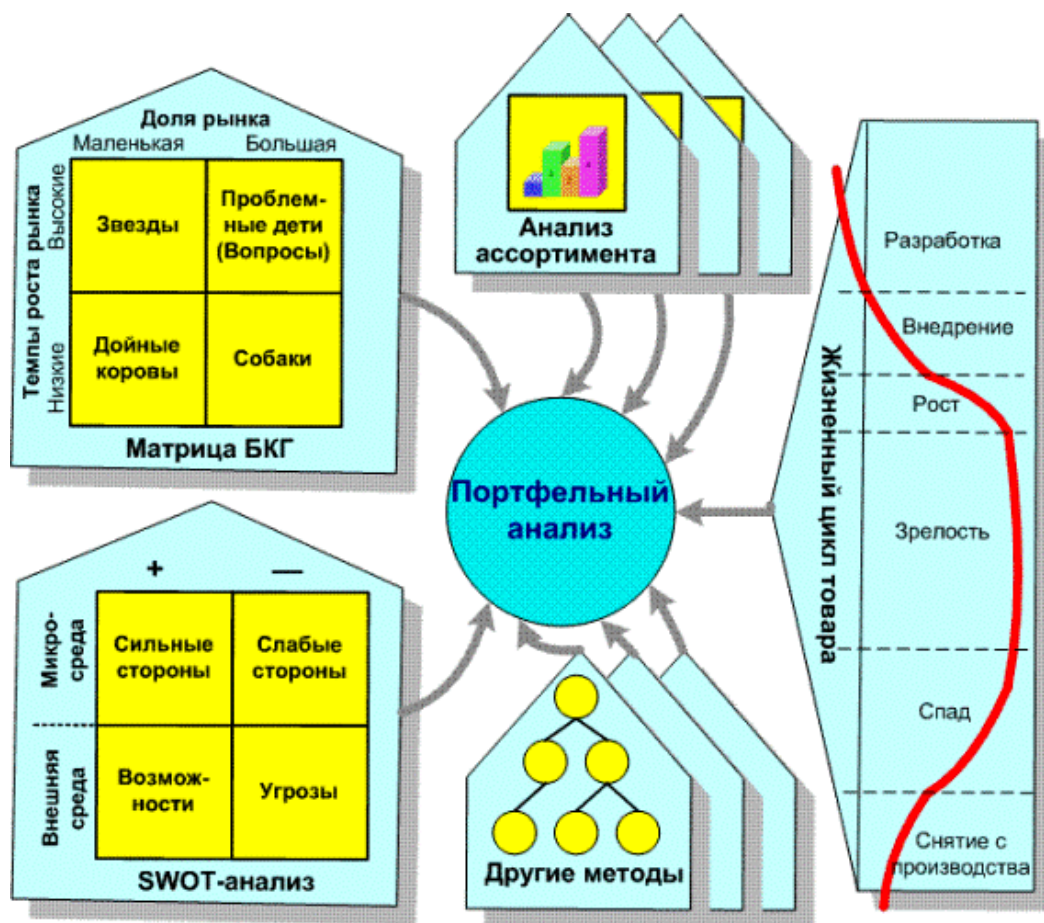 Доля рынка
Маленькая Большая
Темпы роста рынка
Высокие
Низкие
Звезды
Проблем-
ные дети
(Вопросы)
Дойные
коровы
Собаки
Матрица БКГ
Анализ
ассортимента
Жизненный цикл товара
Разработка
Внедрение
Рост
Зрелость
Спад
Снятие с
производства
Портфельный
анализ
+ —
Микро-
среда
Внешняя
среда
Сильные
стороны
Слабые
стороны
Возмож-
ности
Угрозы
SWOT-анализ
Другие методы